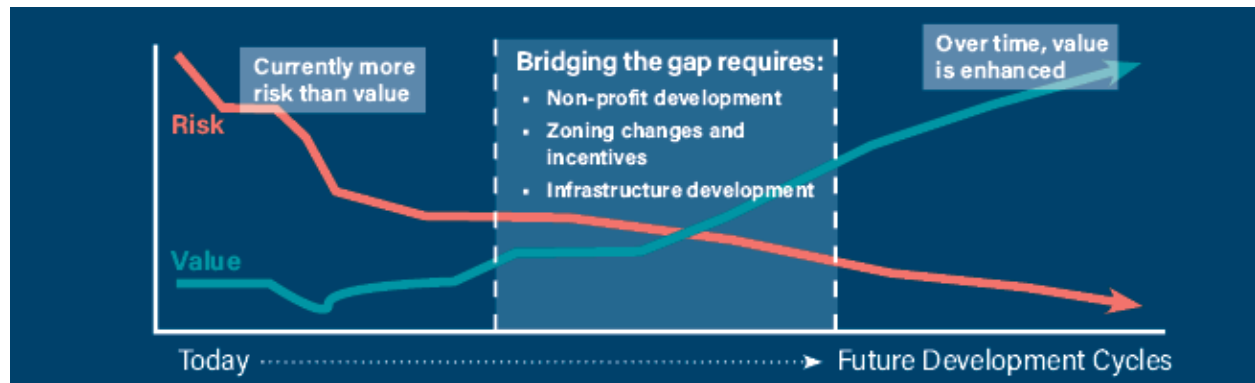 Currently more
risk than value
Risk
Value
Bridging the gap requires:
• Non-profit development
• Zoning changes and
incentives
• Infrastructure development
Over time, value
is enhanced
Today
Future Development Cycles